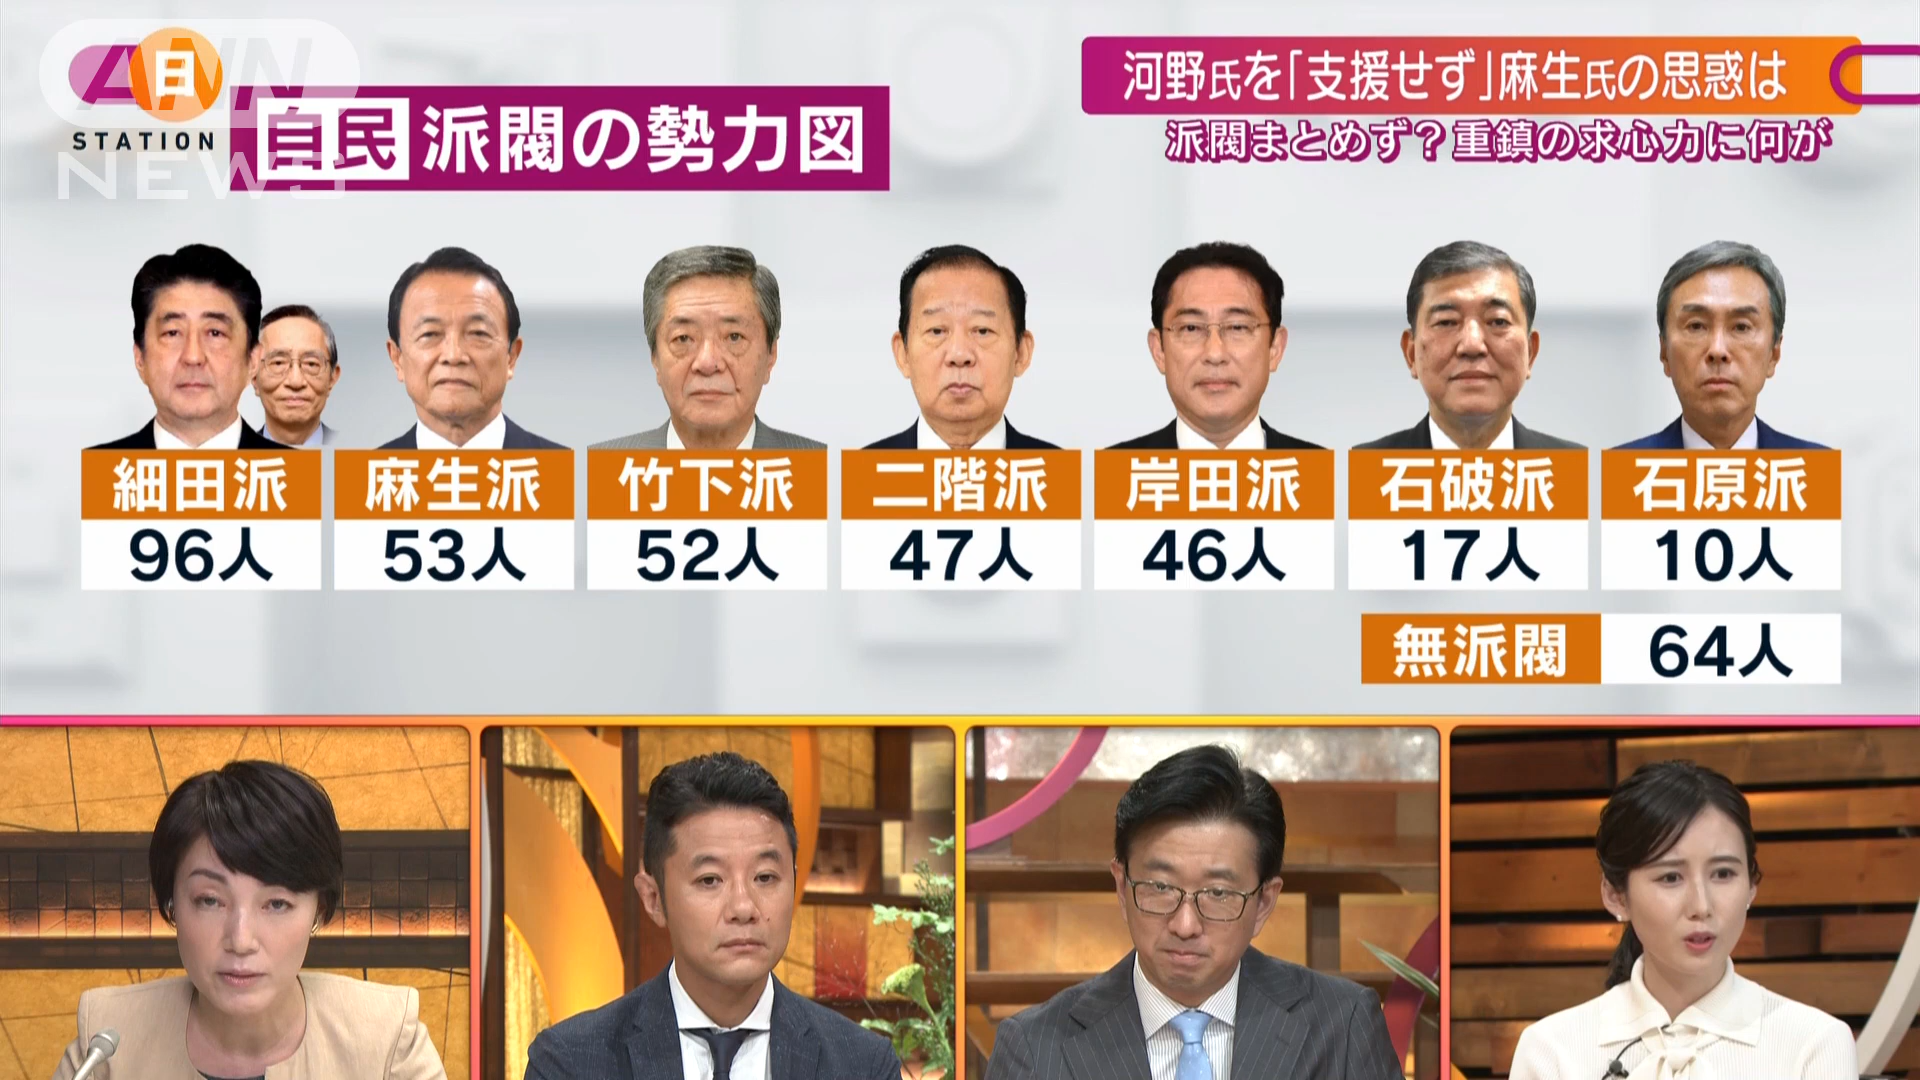 ANN
NEWS
日
STATION
自民派閥の勢力図
河野氏を「支援せず」麻生氏の思惑は
派閥まとめず?重鎮の求心力に何が
細田派
96人
麻生派
53人
竹下派
52人
二階派
47人
岸田派
46人
石破派
17人
石原派
10人
無派閥
64人